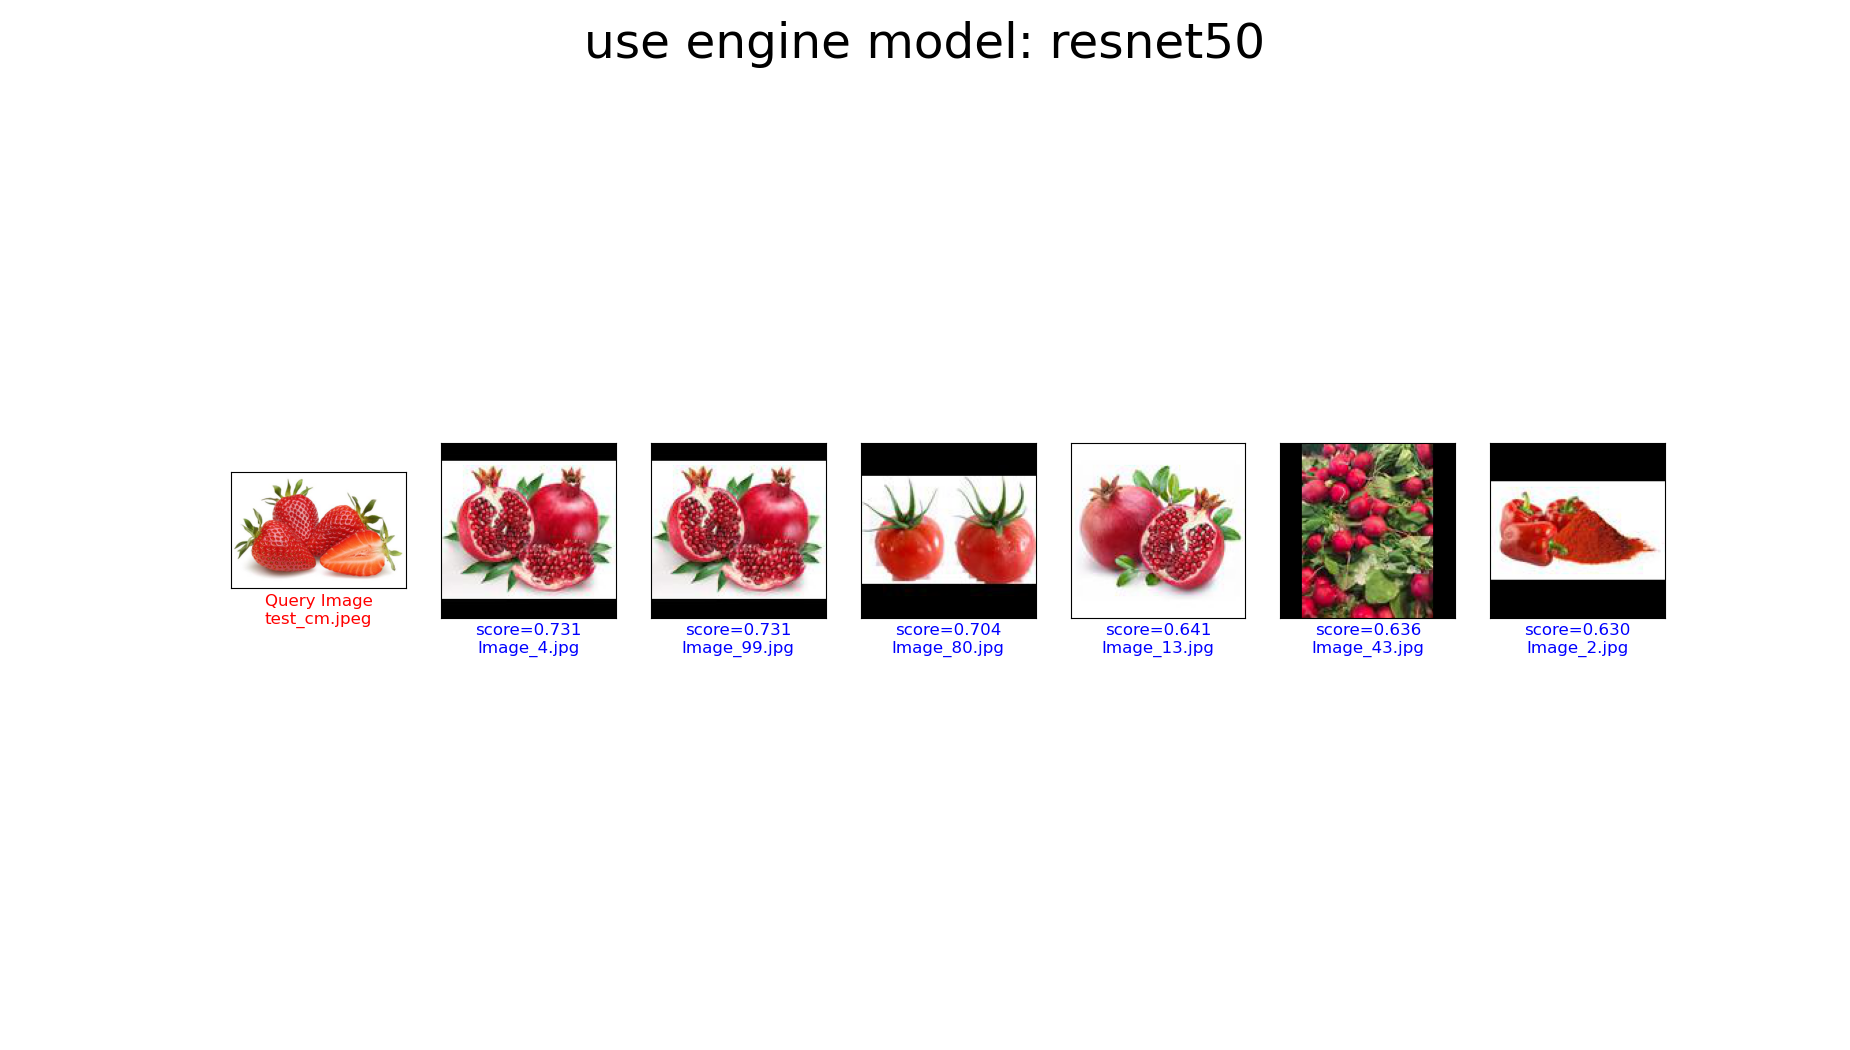 use engine model: resnet50
Query Image
test_cm.jpeg
score=0.731
Image_4.jpg
score=0.731
Image_99.jpg
score=0.704
Image_80.jpg
score=0.641
Image_13.jpg
score=0.636
Image_43.jpg
score=0.630
Image_2.jpg